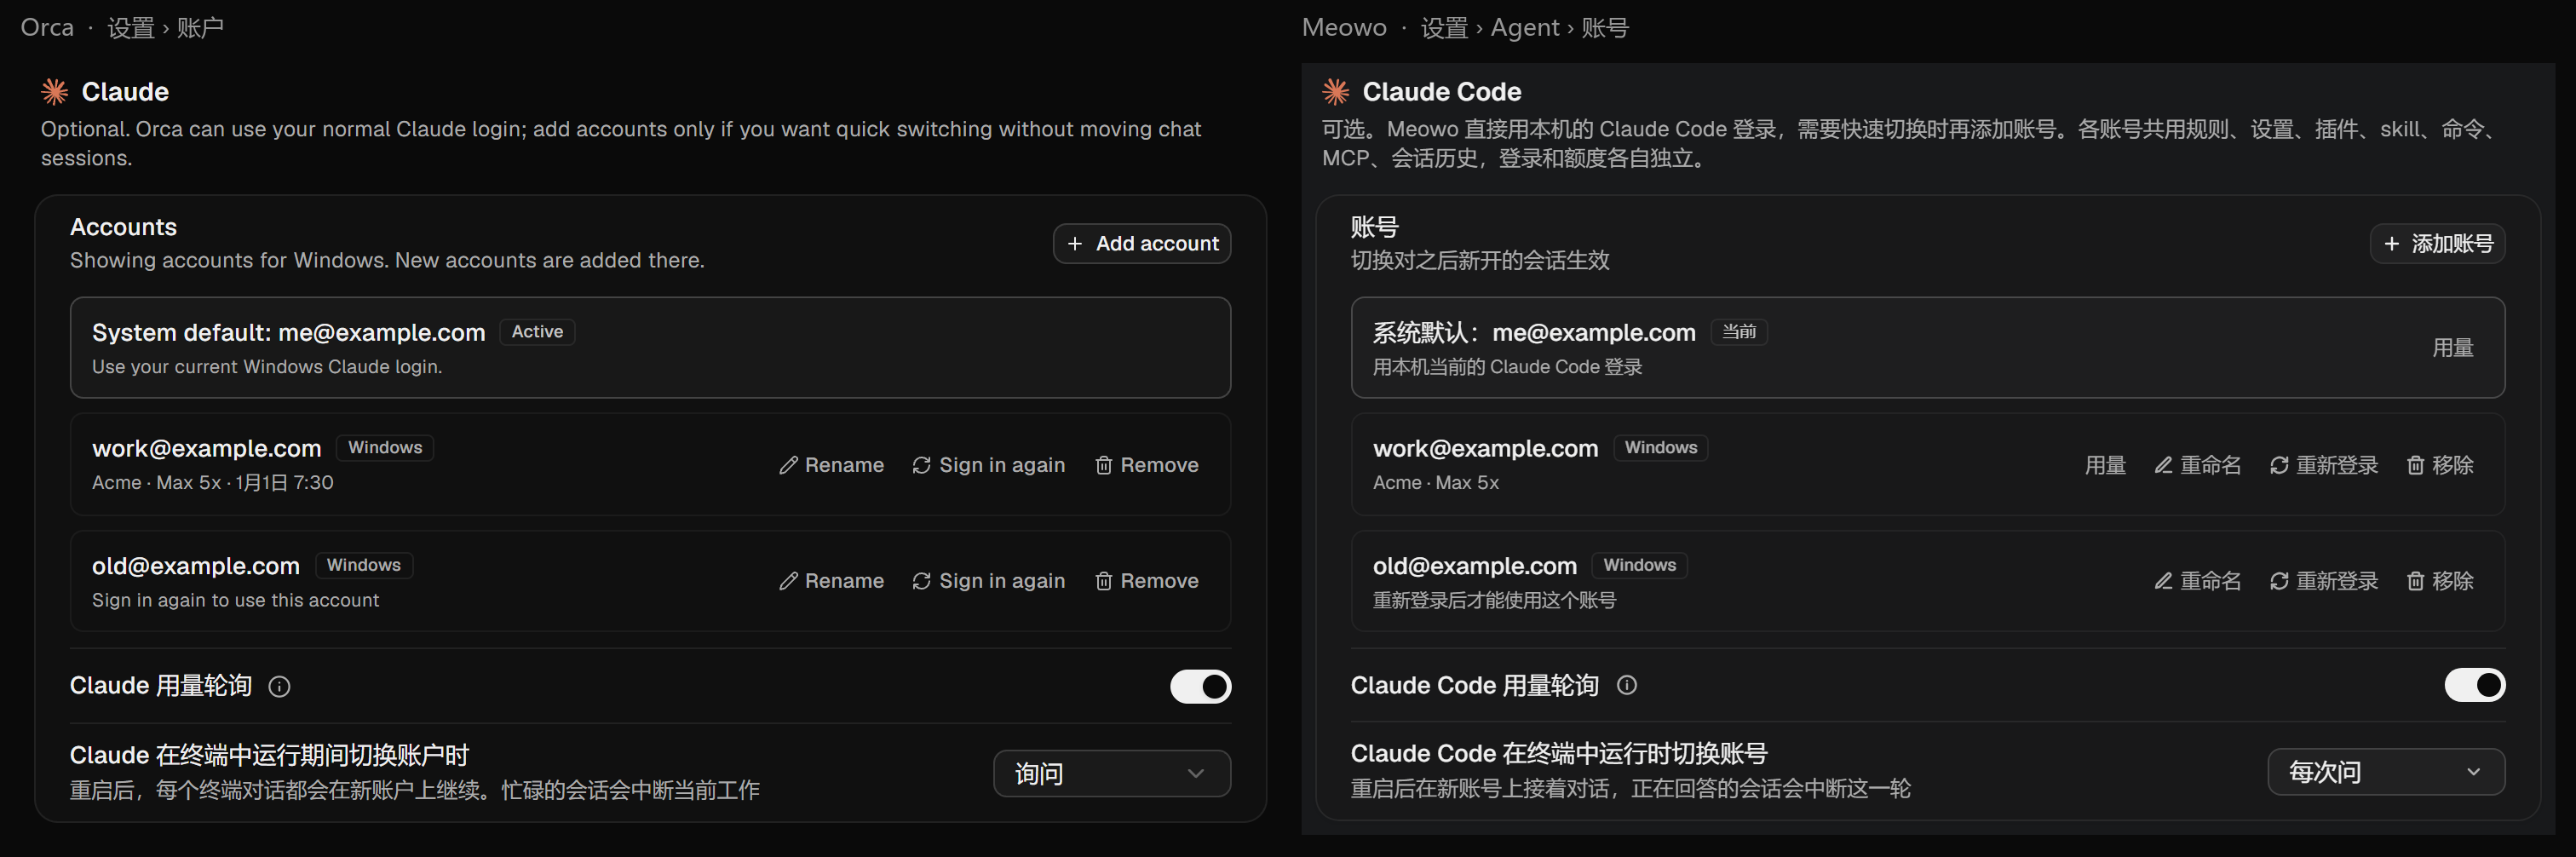 Orca · 设置 › 账户
Claude
Optional. Orca can use your normal Claude login; add accounts only if you want quick switching without moving chat
sessions.
Accounts
Showing accounts for Windows. New accounts are added there.
+ Add account
System default: me@example.com Active
Use your current Windows Claude login.
work@example.com Windows
Acme · Max 5x · 1月1日 7:30
Rename Sign in again Remove
old@example.com Windows
Sign in again to use this account
Rename Sign in again Remove
Claude 用量轮询
Claude 在终端中运行期间切换账户时
重启后，每个终端对话都会在新账户上继续。忙碌的会话会中断当前工作
询问
Meowo · 设置 › Agent › 账号
Claude Code
可选。Meowo 直接用本机的 Claude Code 登录，需要快速切换时再添加账号。各账号共用规则、设置、插件、skill、命令、
MCP、会话历史，登录和额度各自独立。
账号
切换对之后新开的会话生效
+ 添加账号
系统默认：me@example.com 当前
用本机当前的 Claude Code 登录
用量
work@example.com Windows
Acme · Max 5x
用量 重命名 重新登录 移除
old@example.com Windows
重新登录后才能使用这个账号
重命名 重新登录 移除
Claude Code 用量轮询
Claude Code 在终端中运行时切换账号
重启后在新账号上接着对话，正在回答的会话会中断这一轮
每次问